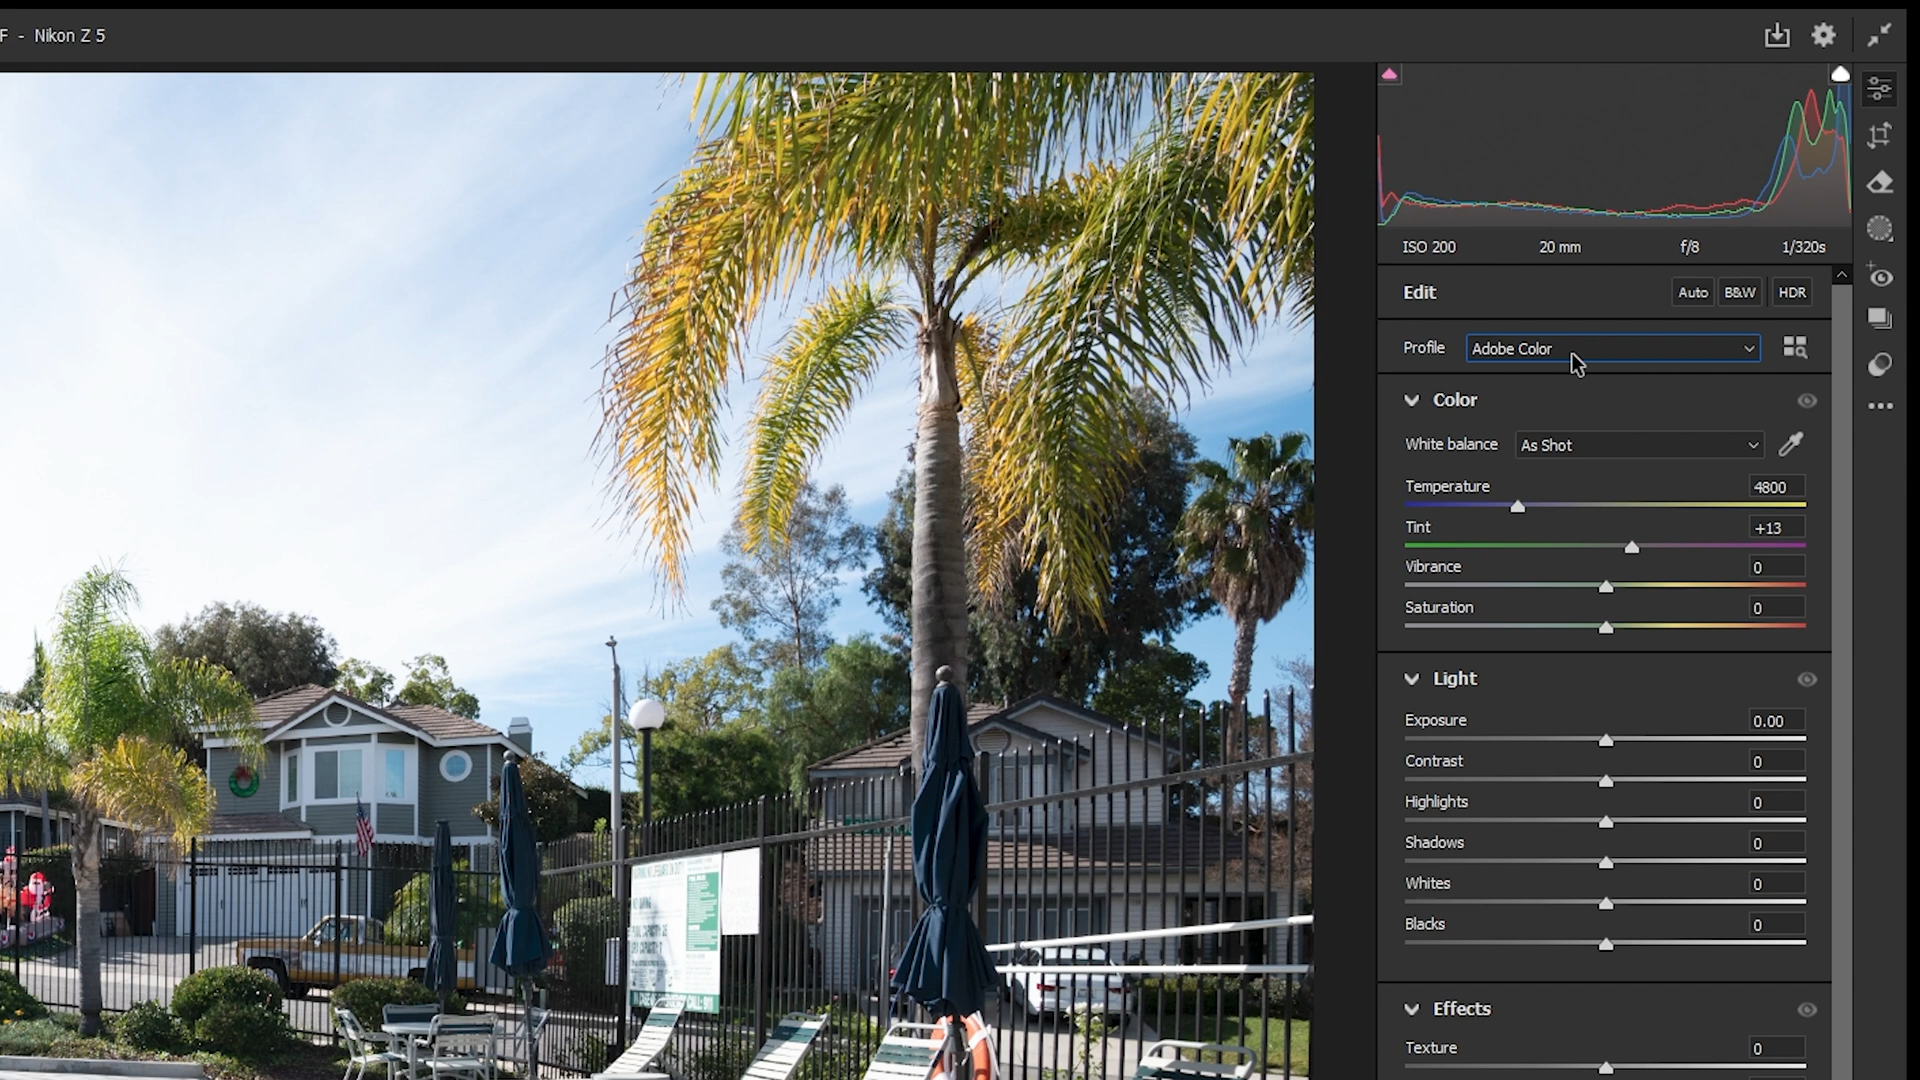 F - Nikon Z 5
ISO 200 20 mm f/8 1/320s
Edit Auto B&W HDR
Profile Adobe Color
Color
White balance As Shot
Temperature 4800
Tint +13
Vibrance 0
Saturation 0
Light
Exposure 0.00
Contrast 0
Highlights 0
Shadows 0
Whites 0
Blacks 0
Effects
Texture 0